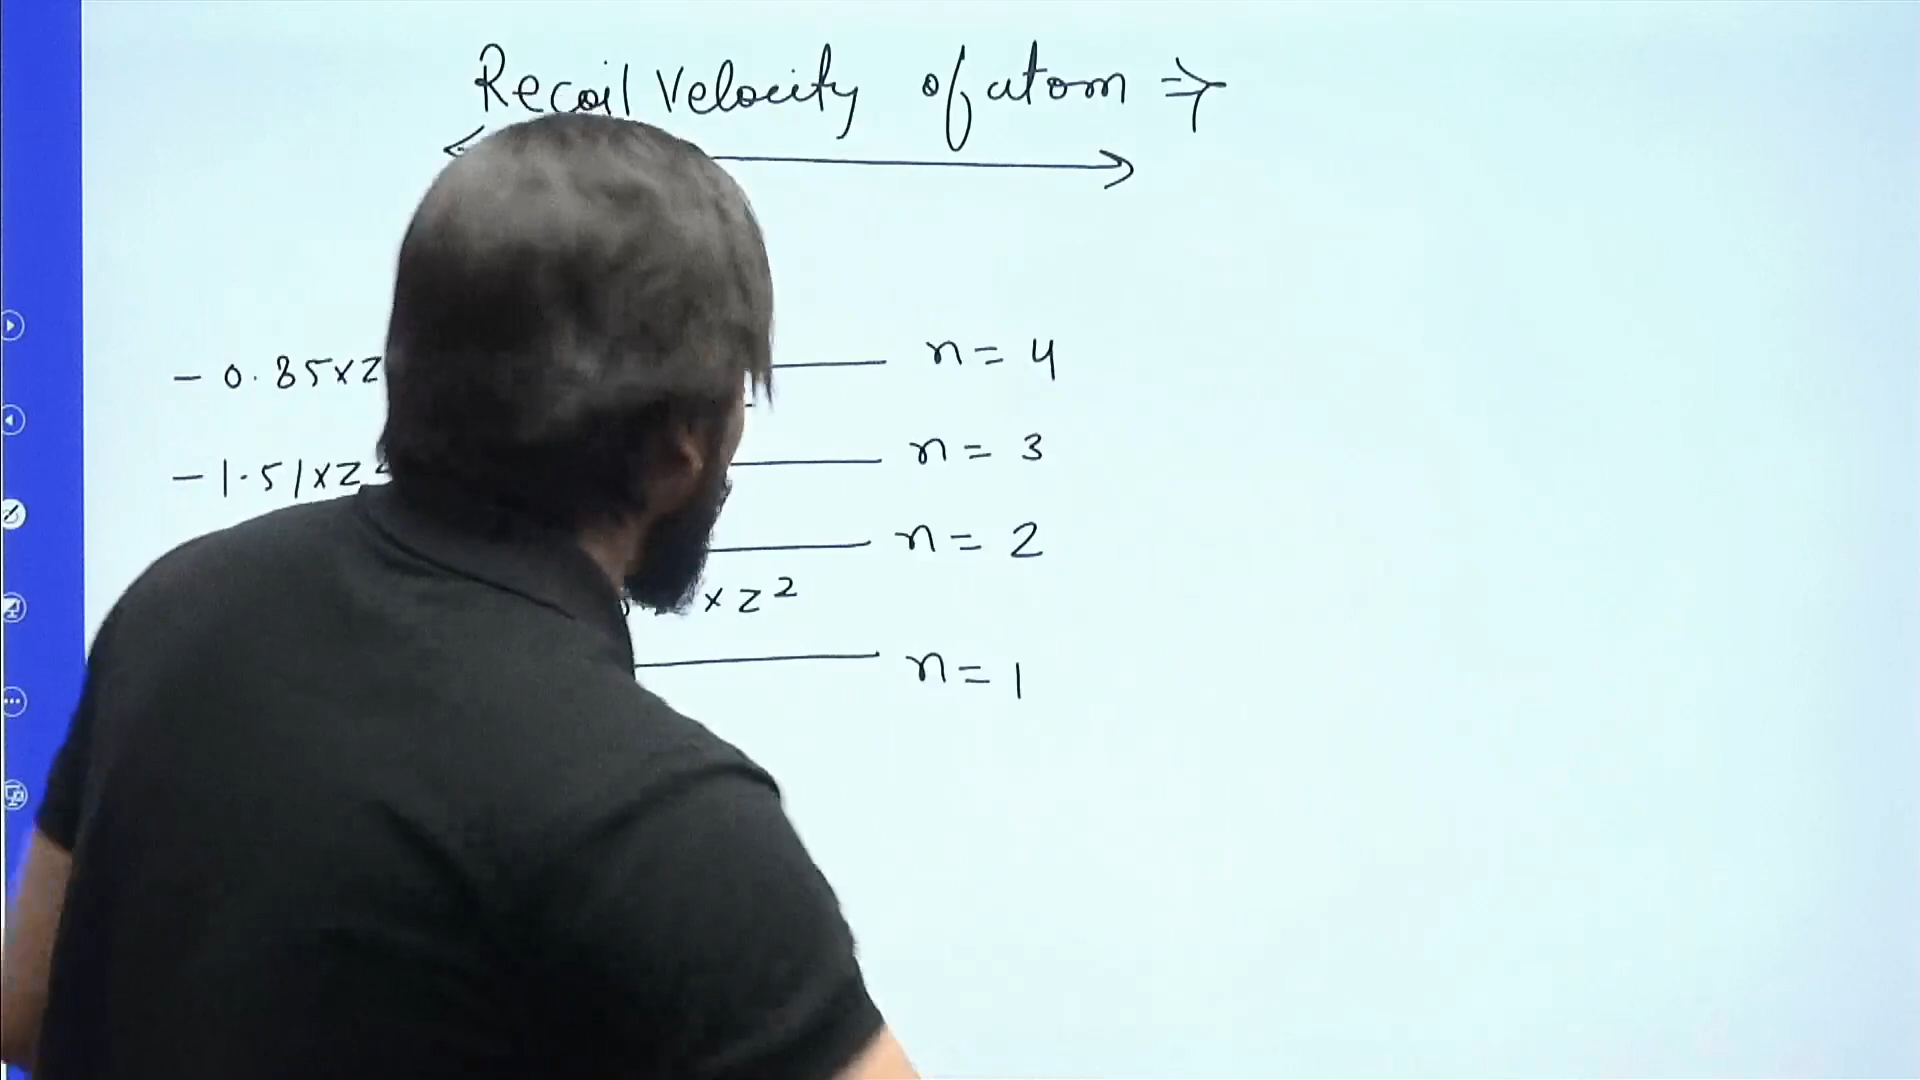 Recoil Velocity of atom ⇒
- 0.85×Z n = 4
- 1.51×Z n = 3
n = 2
× Z²
n = 1